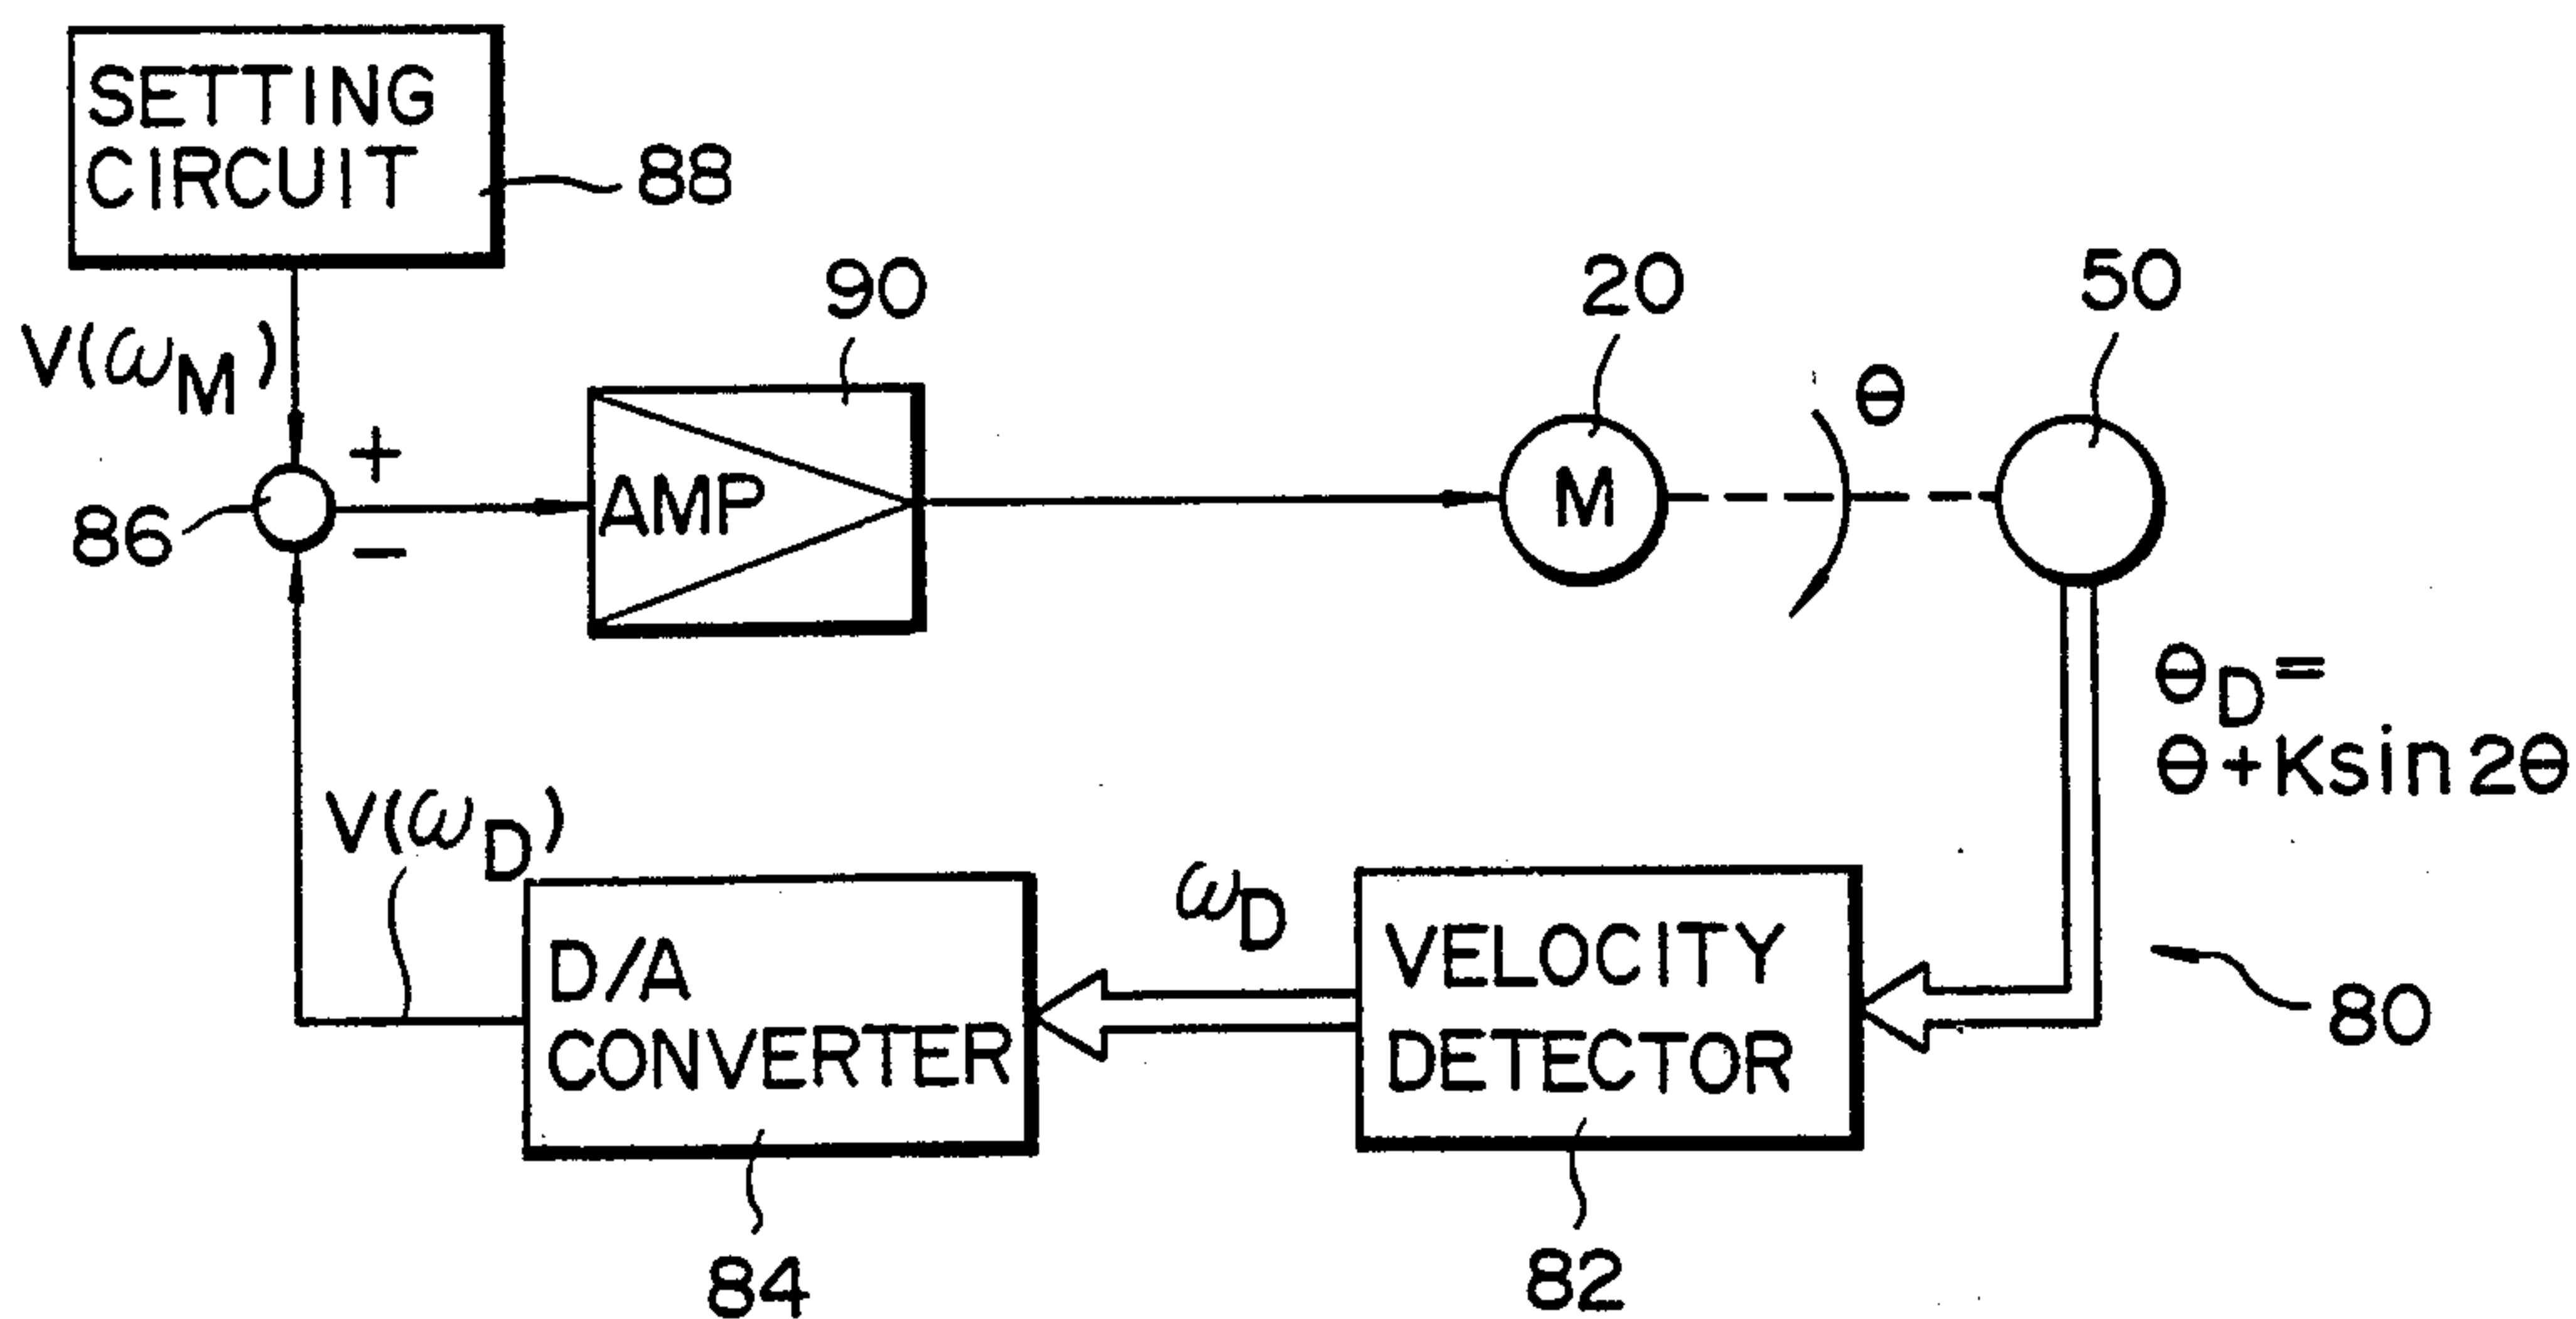 SETTING
CIRCUIT
88
V(ωM)
90
20
50
θ
+
86
−
AMP
M
θD=
θ+Ksin2θ
V(ωD)
ωD
D/A
CONVERTER
VELOCITY
DETECTOR
80
84
82